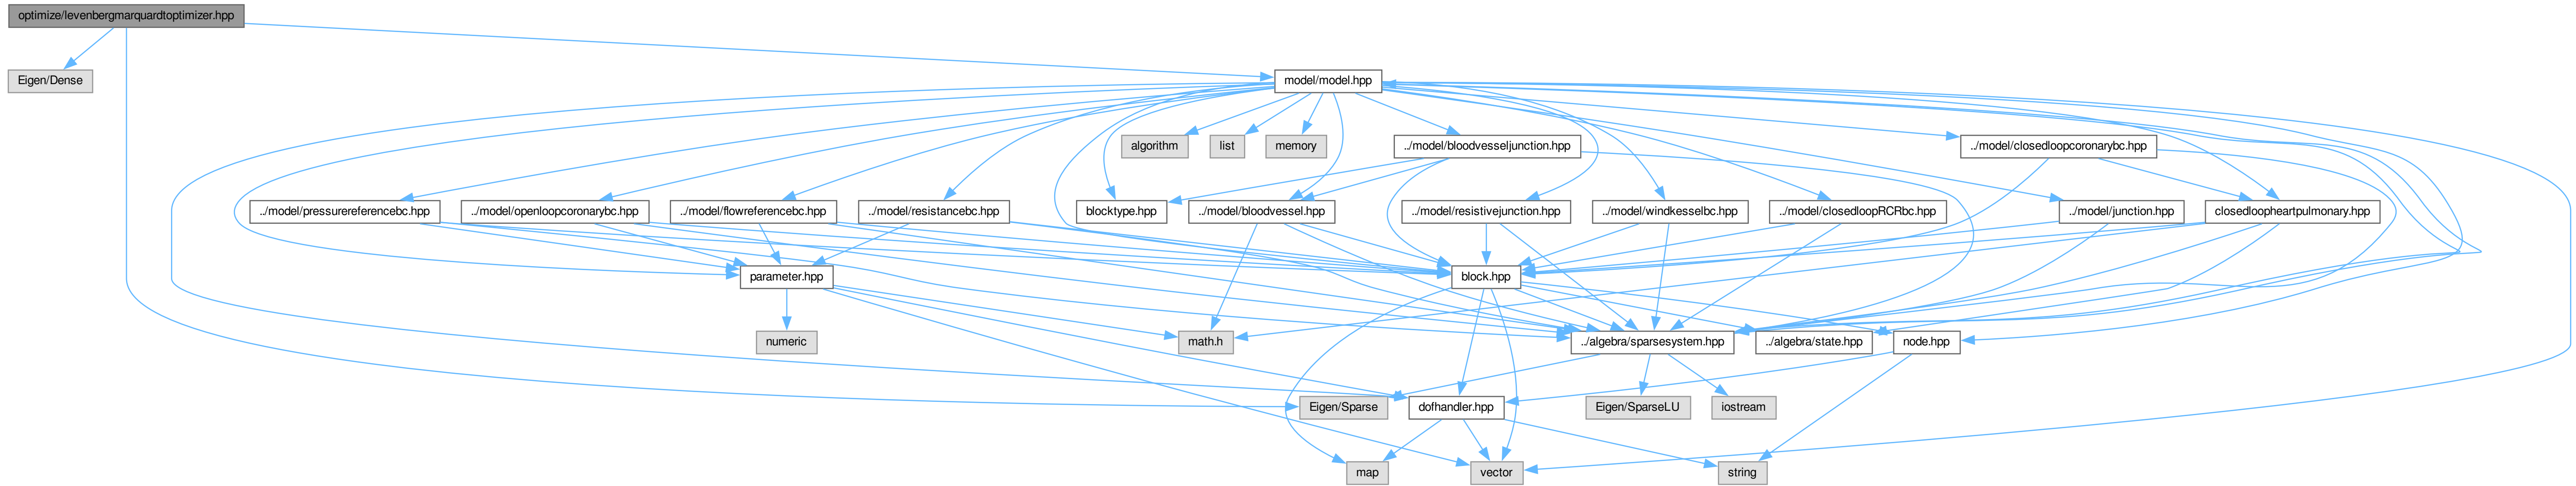 optimize/levenbergmarquardtoptimizer.hpp
Eigen/Dense
model/model.hpp
algorithm
list
memory
../model/bloodvesseljunction.hpp
../model/closedloopcoronarybc.hpp
../model/pressurereferencebc.hpp
../model/openloopcoronarybc.hpp
../model/flowreferencebc.hpp
../model/resistancebc.hpp
blocktype.hpp
../model/bloodvessel.hpp
../model/resistivejunction.hpp
../model/windkesselbc.hpp
../model/closedloopRCRbc.hpp
../model/junction.hpp
closedloopheartpulmonary.hpp
parameter.hpp
block.hpp
numeric
math.h
../algebra/sparsesystem.hpp
../algebra/state.hpp
node.hpp
Eigen/Sparse
dofhandler.hpp
Eigen/SparseLU
iostream
map
vector
string